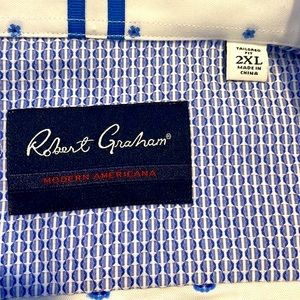 TAILORED
FIT
2XL
MADE IN
CHINA
Robert Graham®
MODERN AMERICANA